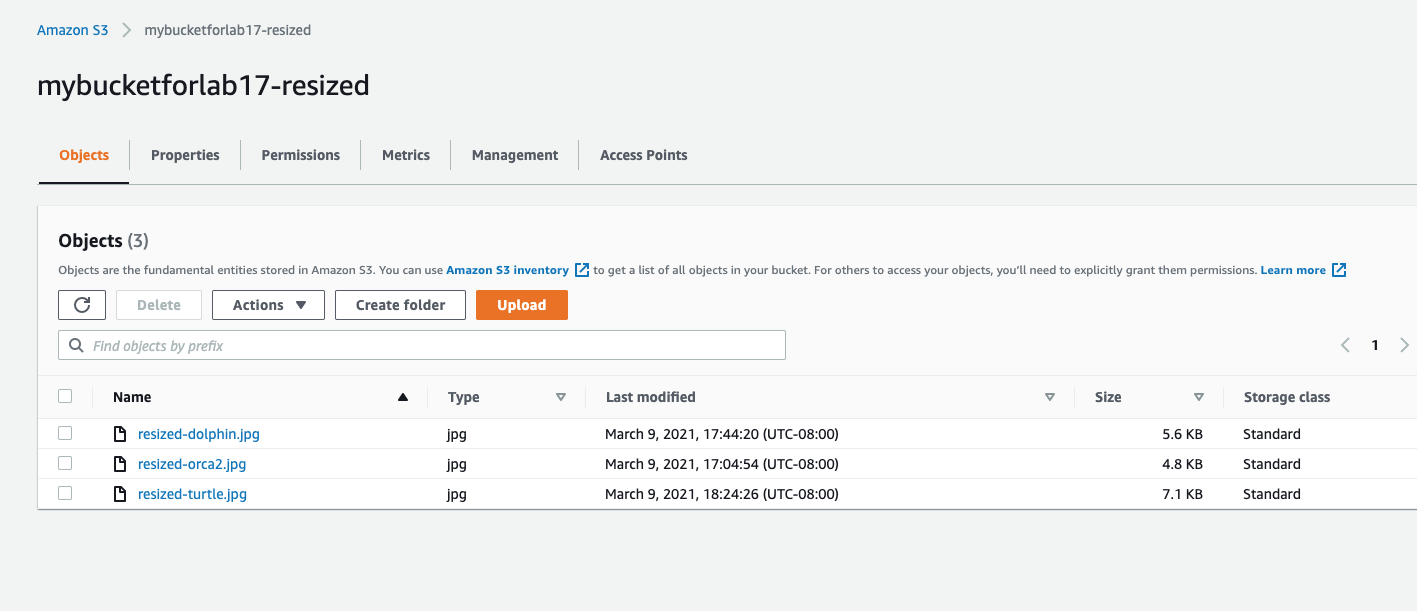 Amazon S3 mybucketforlab17-resized
mybucketforlab17-resized
Objects Properties Permissions Metrics Management Access Points
Objects (3)
Objects are the fundamental entities stored in Amazon S3. You can use Amazon S3 inventory to get a list of all objects in your bucket. For others to access your objects, you'll need to explicitly grant them permissions. Learn more
Delete Actions Create folder Upload
Find objects by prefix 1
Name Type Last modified Size Storage class
resized-dolphin.jpg jpg March 9, 2021, 17:44:20 (UTC-08:00) 5.6 KB Standard
resized-orca2.jpg jpg March 9, 2021, 17:04:54 (UTC-08:00) 4.8 KB Standard
resized-turtle.jpg jpg March 9, 2021, 18:24:26 (UTC-08:00) 7.1 KB Standard